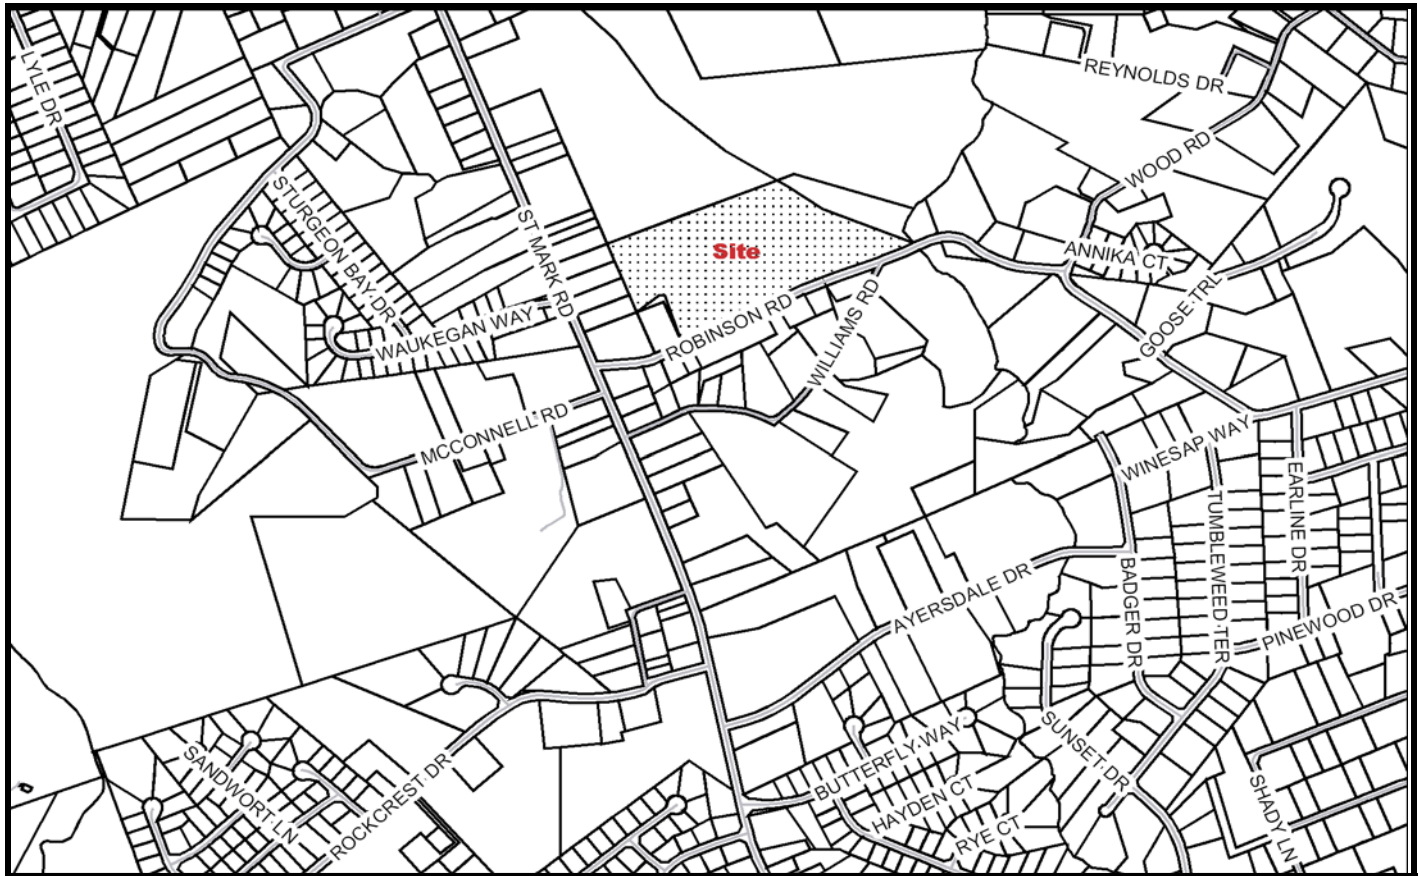 LYLE DR
REYNOLDS DR
WOOD RD
STURGEON BAY DR
ST MARK RD
Site
ANNIKA CT
GOOSE TRL
WAUKEGAN WAY
ROBINSON RD
WILLIAMS RD
MCCONNELL RD
WINESAP WAY
EARLINE DR
TUMBLEWEED TER
BADGER DR
AYERSDALE DR
PINEWOOD DR
SUNSET DR
BUTTERFLY WAY
SANDWORT LN
ROCKCREST DR
HAYDEN CT
RYE CT
SHADY LN